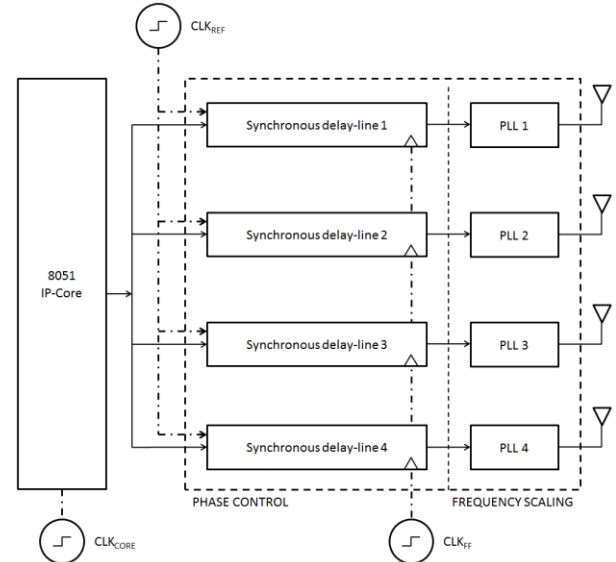 CLKREF
Synchronous delay-line 1
PLL 1
Synchronous delay-line 2
PLL 2
8051
IP-Core
Synchronous delay-line 3
PLL 3
Synchronous delay-line 4
PLL 4
PHASE CONTROL
FREQUENCY SCALING
CLKCORE
CLKFF